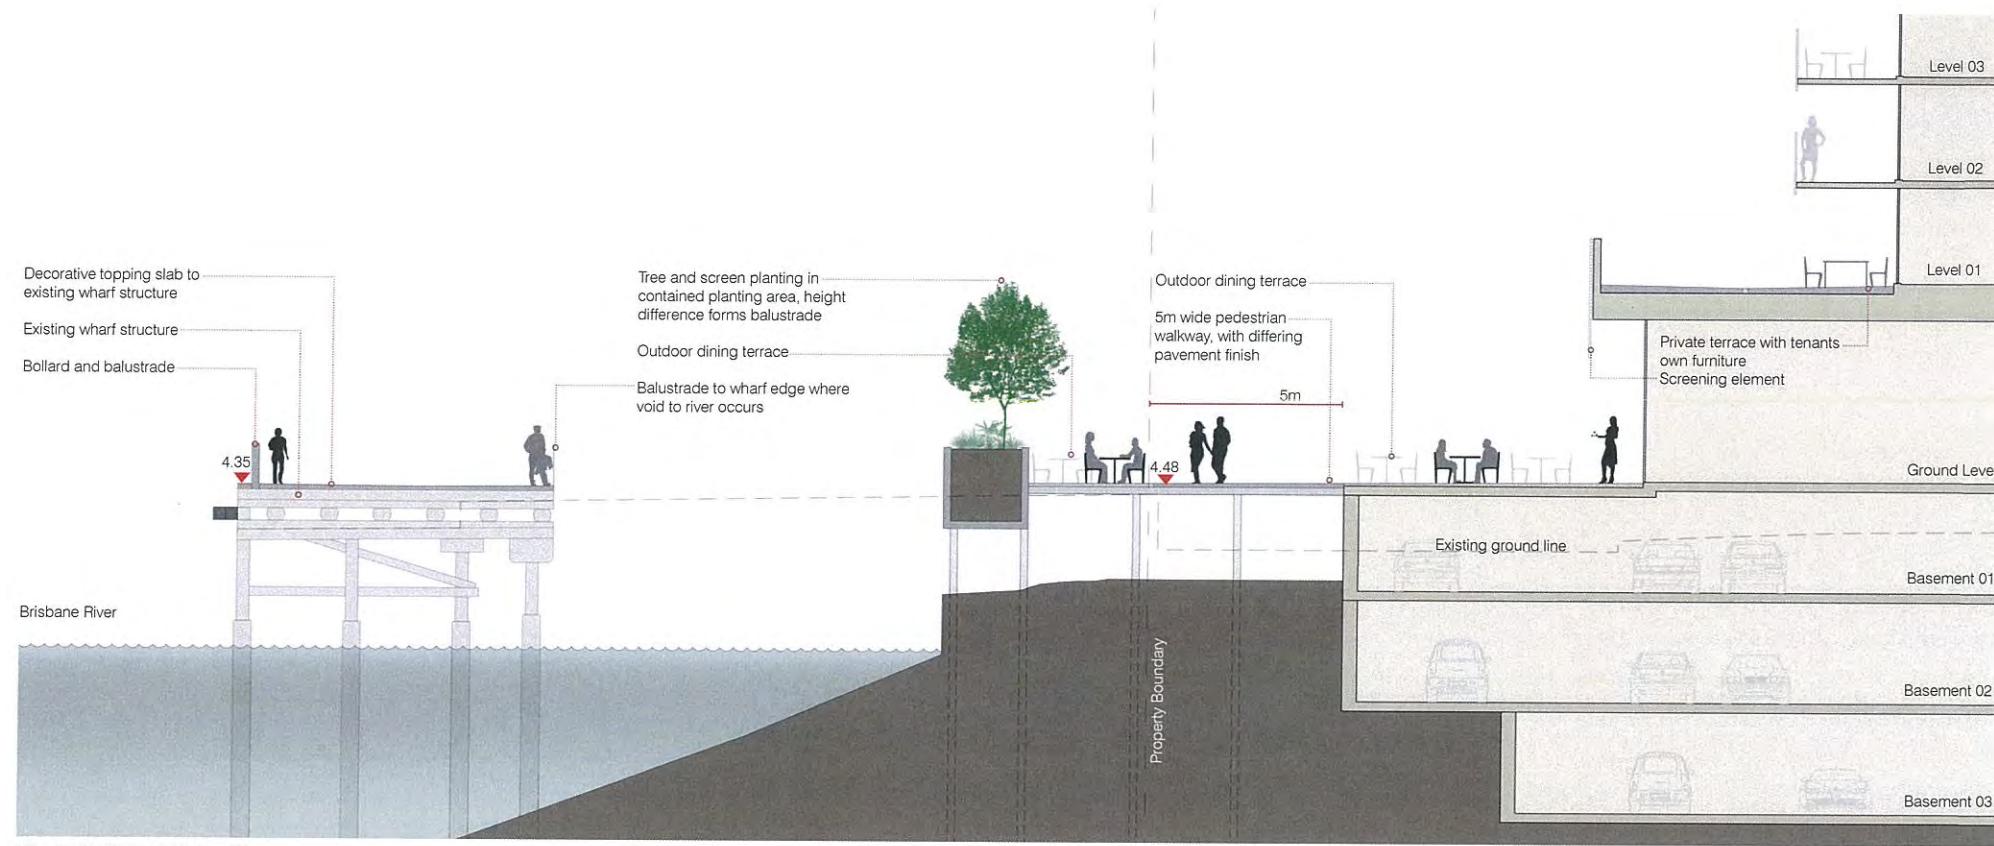 Level 03
Level 02
Level 01
Decorative topping slab to
existing wharf structure
Existing wharf structure
Bollard and balustrade
Tree and screen planting in
contained planting area, height
difference forms balustrade
Outdoor dining terrace
Balustrade to wharf edge where
void to river occurs
Outdoor dining terrace
5m wide pedestrian
walkway, with differing
pavement finish
Private terrace with tenants
own furniture
Screening element
5m
4.35
4.48
Ground Leve
Existing ground line
Basement 01
Brisbane River
Property Boundary
Basement 02
Basement 03